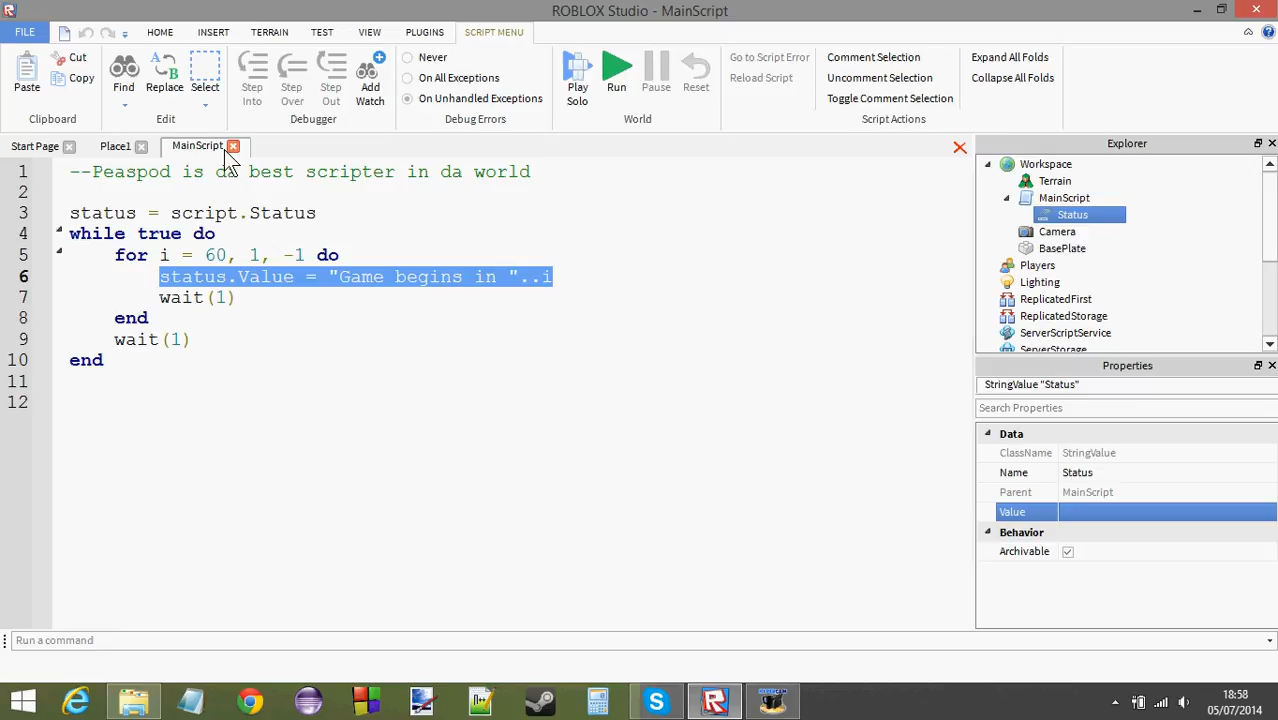 ROBLOX Studio - MainScript
FILE HOME INSERT TERRAIN TEST VIEW PLUGINS SCRIPT MENU
Paste Cut Copy
Clipboard
Find Replace Select
Edit
Step Into Step Over Step Out Add Watch
Debugger
Never
On All Exceptions
On Unhandled Exceptions
Debug Errors
Play Solo Run Pause Reset
World
Go to Script Error
Reload Script
Comment Selection
Uncomment Selection
Toggle Comment Selection
Expand All Folds
Collapse All Folds
Script Actions
Start Page Place1 MainScript
1 --Peaspod is da best scripter in da world
2
3 status = script.Status
4 while true do
5 for i = 60, 1, -1 do
6 status.Value = "Game begins in "..i
7 wait(1)
8 end
9 wait(1)
10 end
11
12
Explorer
Workspace
Terrain
MainScript
Status
Camera
BasePlate
Players
Lighting
ReplicatedFirst
ReplicatedStorage
ServerScriptService
ServerStorage
Properties
StringValue "Status"
Search Properties
Data
ClassName StringValue
Name Status
Parent MainScript
Value
Behavior
Archivable
Run a command
18:58
05/07/2014